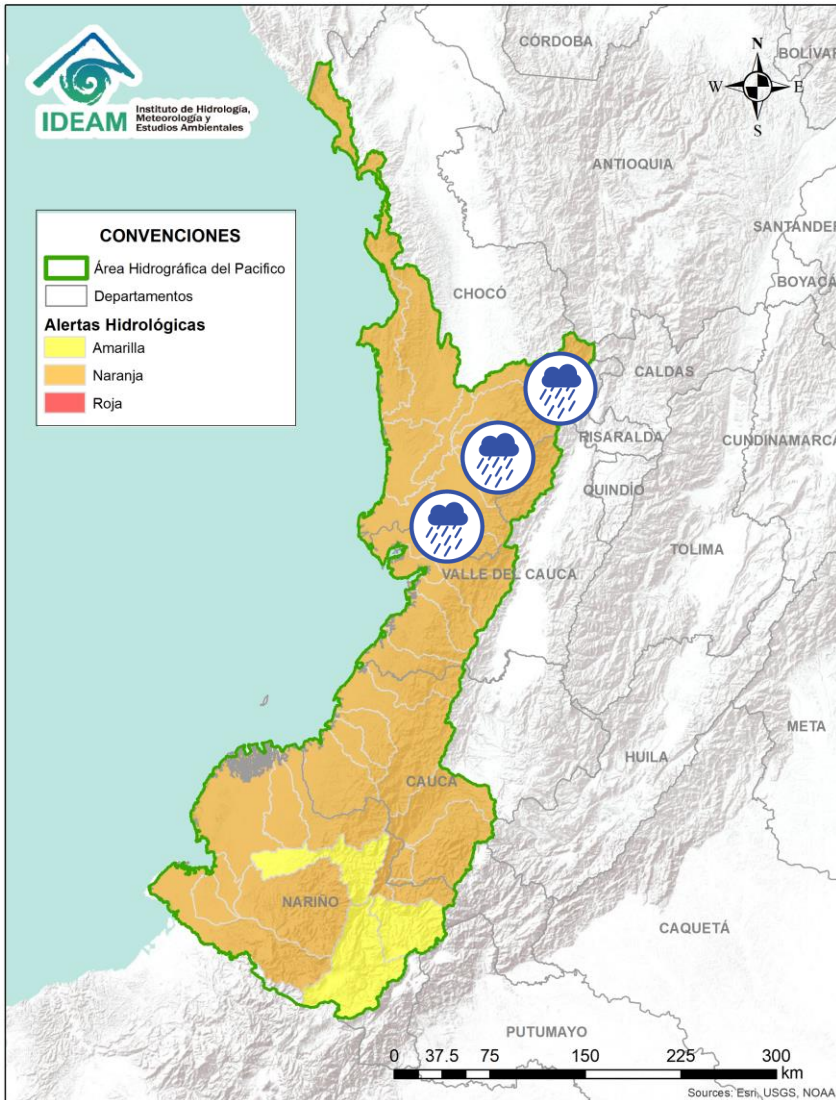 IDEAM
Instituto de Hidrología,
Meteorología y
Estudios Ambientales
CÓRDOBA
BOLÍVAR
N
W
E
S
ANTIOQUIA
SANTANDER
BOYACÁ
CONVENCIONES
Área Hidrográfica del Pacifico
Departamentos
Alertas Hidrológicas
Amarilla
Naranja
Roja
CHOCÓ
CALDAS
RISARALDA
CUNDINAMARCA
QUINDÍO
TOLIMA
VALLE DEL CAUCA
META
HUILA
CAUCA
NARIÑO
CAQUETÁ
PUTUMAYO
0 37.5 75 150 225 300
km
Sources: Esri, USGS, NOAA